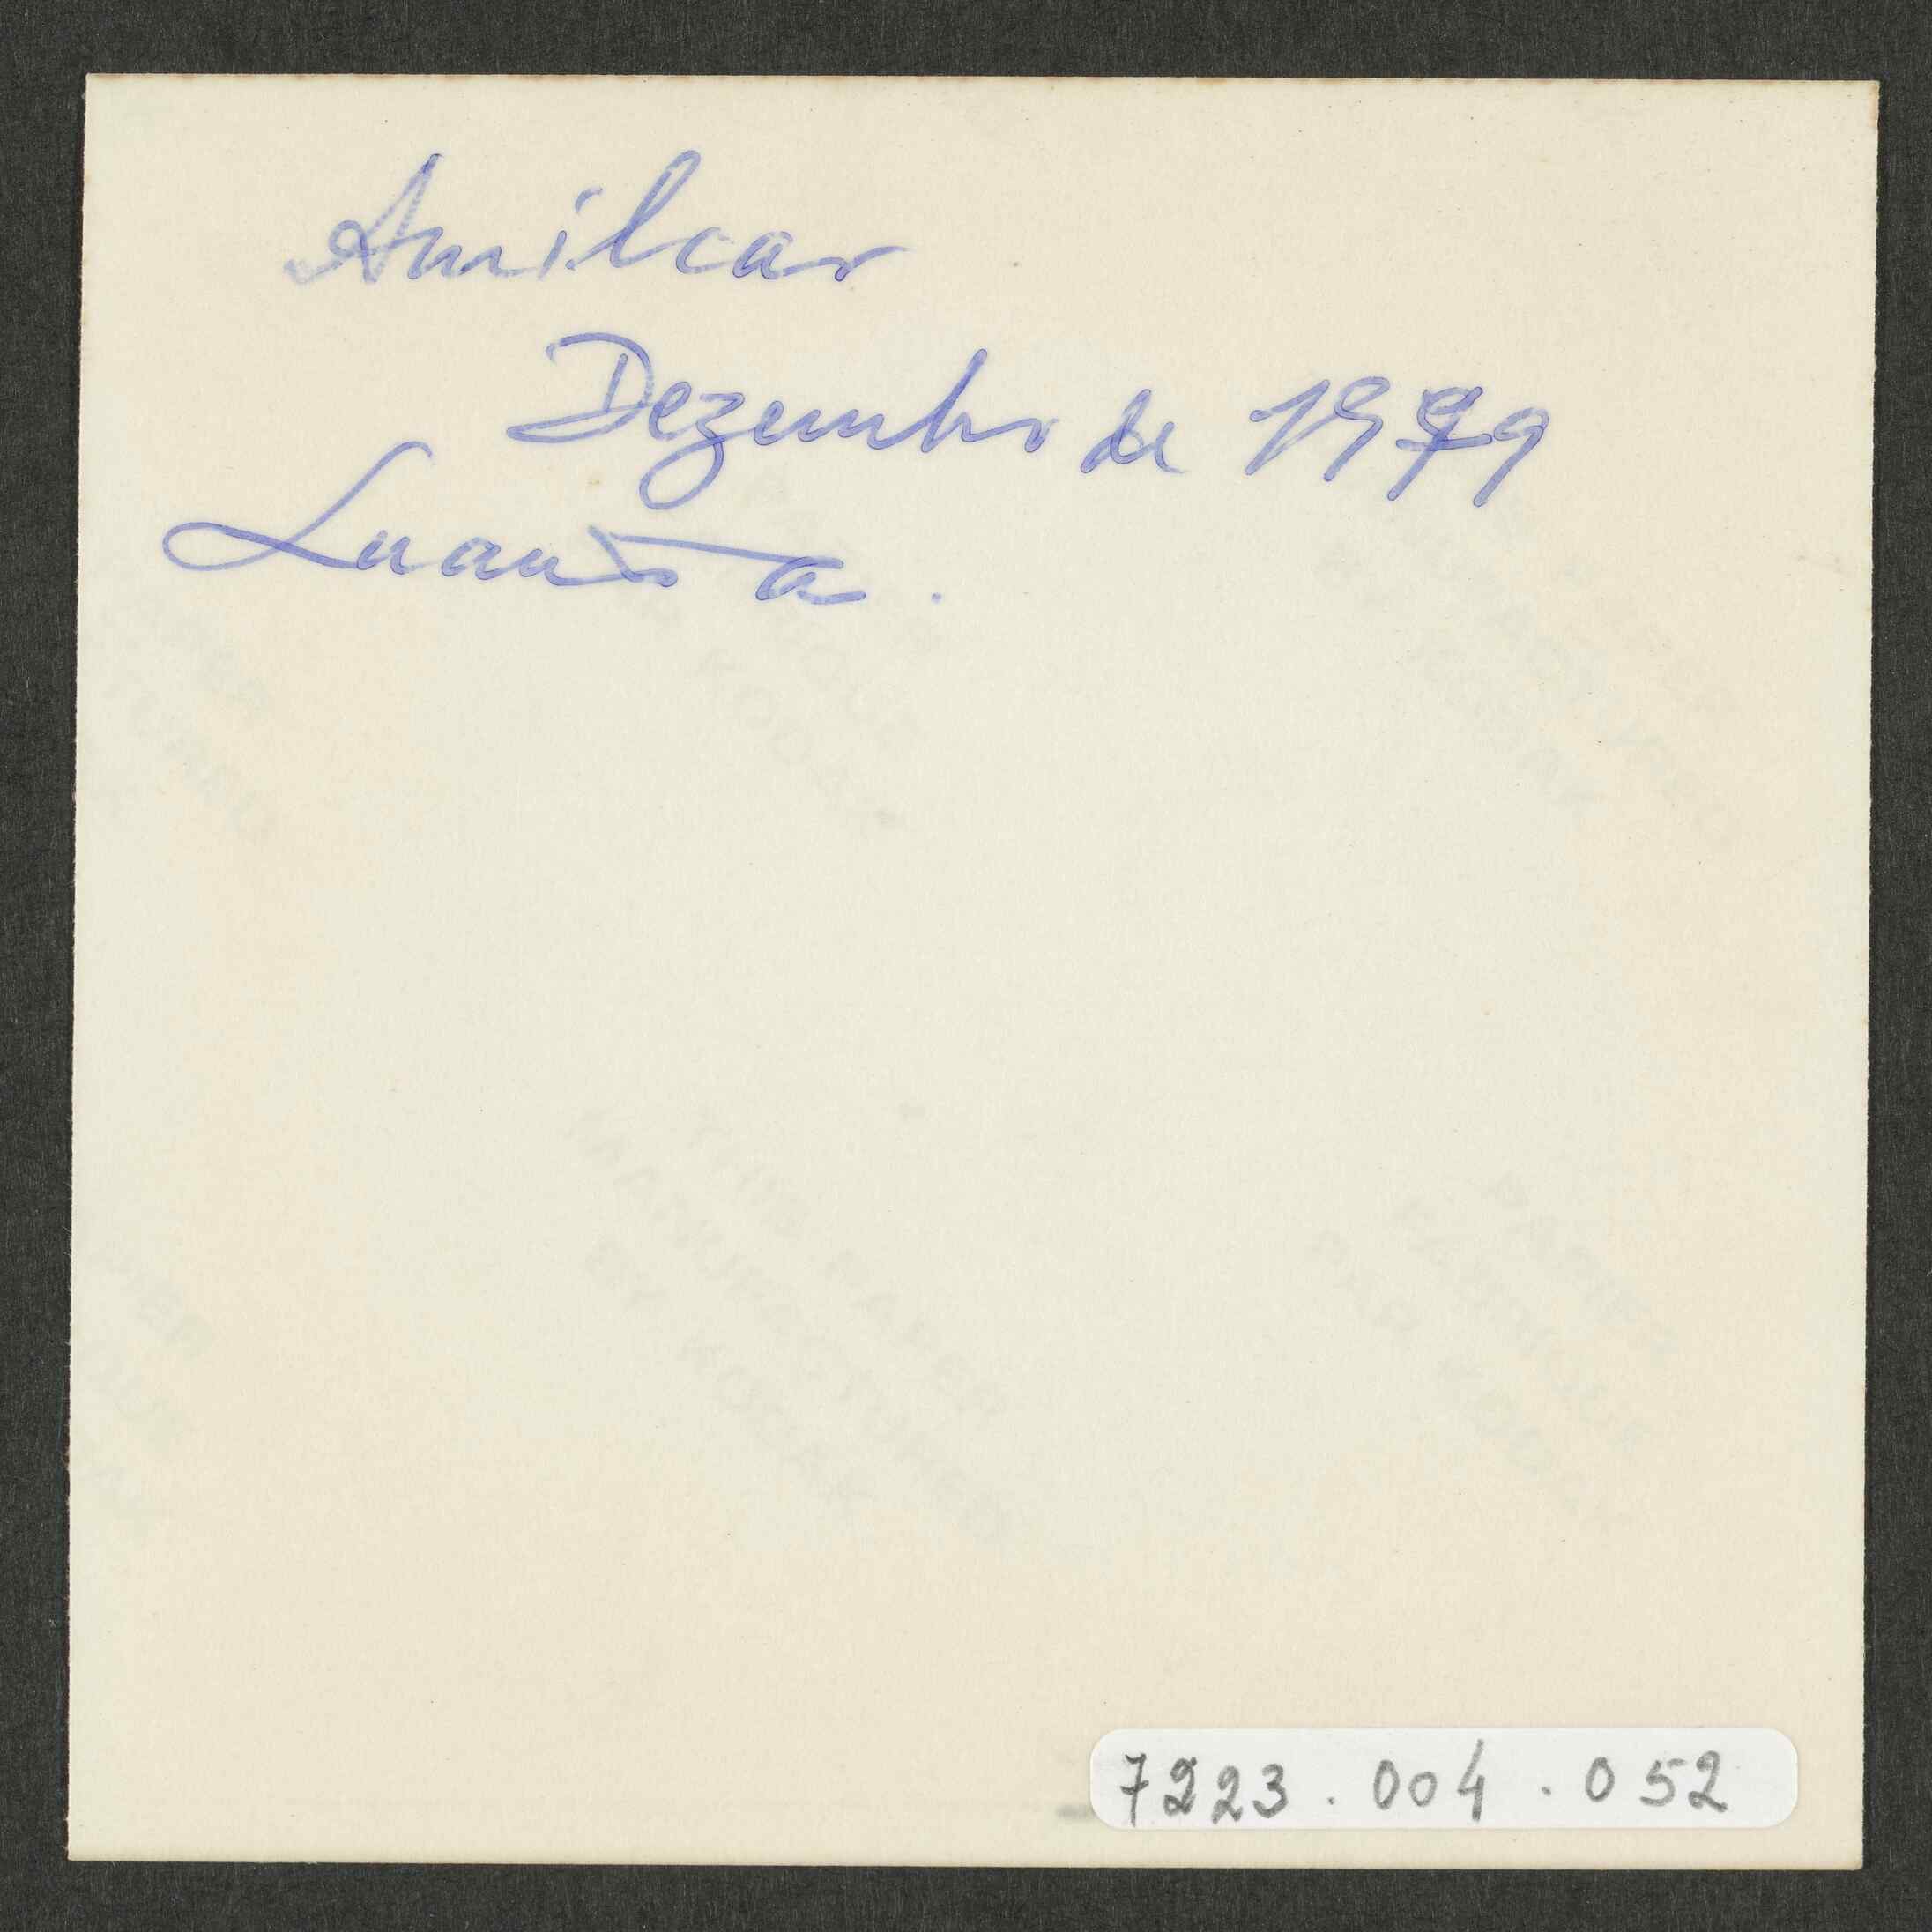 Amilcar
Dezembro de 1979
Luanda.
7223.004.052